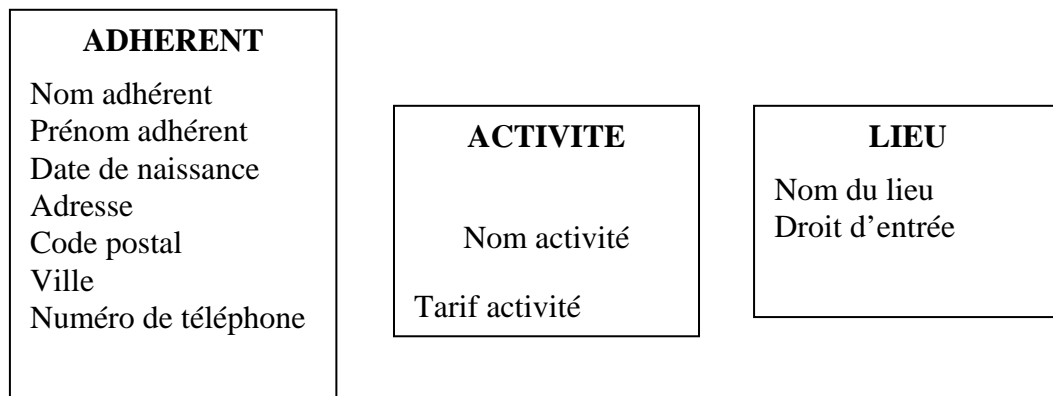 ADHERENT
Nom adhérent
Prénom adhérent
Date de naissance
Adresse
Code postal
Ville
Numéro de téléphone
ACTIVITE
Nom activité
Tarif activité
LIEU
Nom du lieu
Droit d’entrée